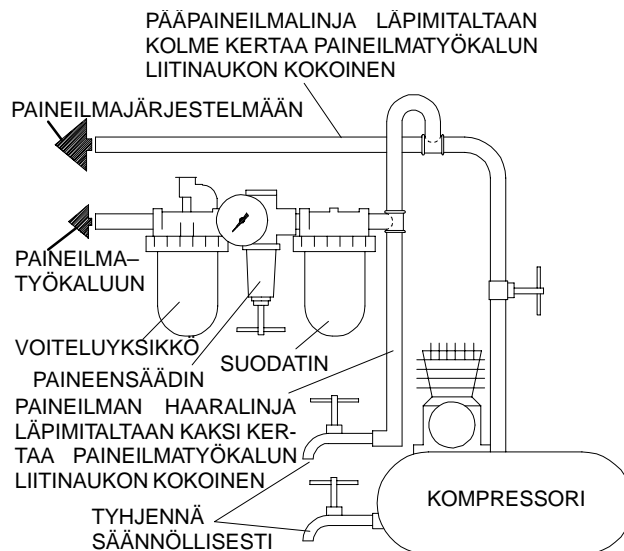 PÄÄPAINEILMALINJA LÄPIMITALTAAN
KOLME KERTAA PAINEILMATYÖKALUN
LIITINAUKON KOKOINEN
PAINEILMAJÄRJESTELMÄÄN
PAINEILMA–
TYÖKALUUN
VOITELUYKSIKKÖ
SUODATIN
PAINEENSÄÄDIN
PAINEILMAN HAARALINJA
LÄPIMITALTAAN KAKSI KER-
TAA PAINEILMATYÖKALUN
LIITINAUKON KOKOINEN
KOMPRESSORI
TYHJENNÄ
SÄÄNNÖLLISESTI